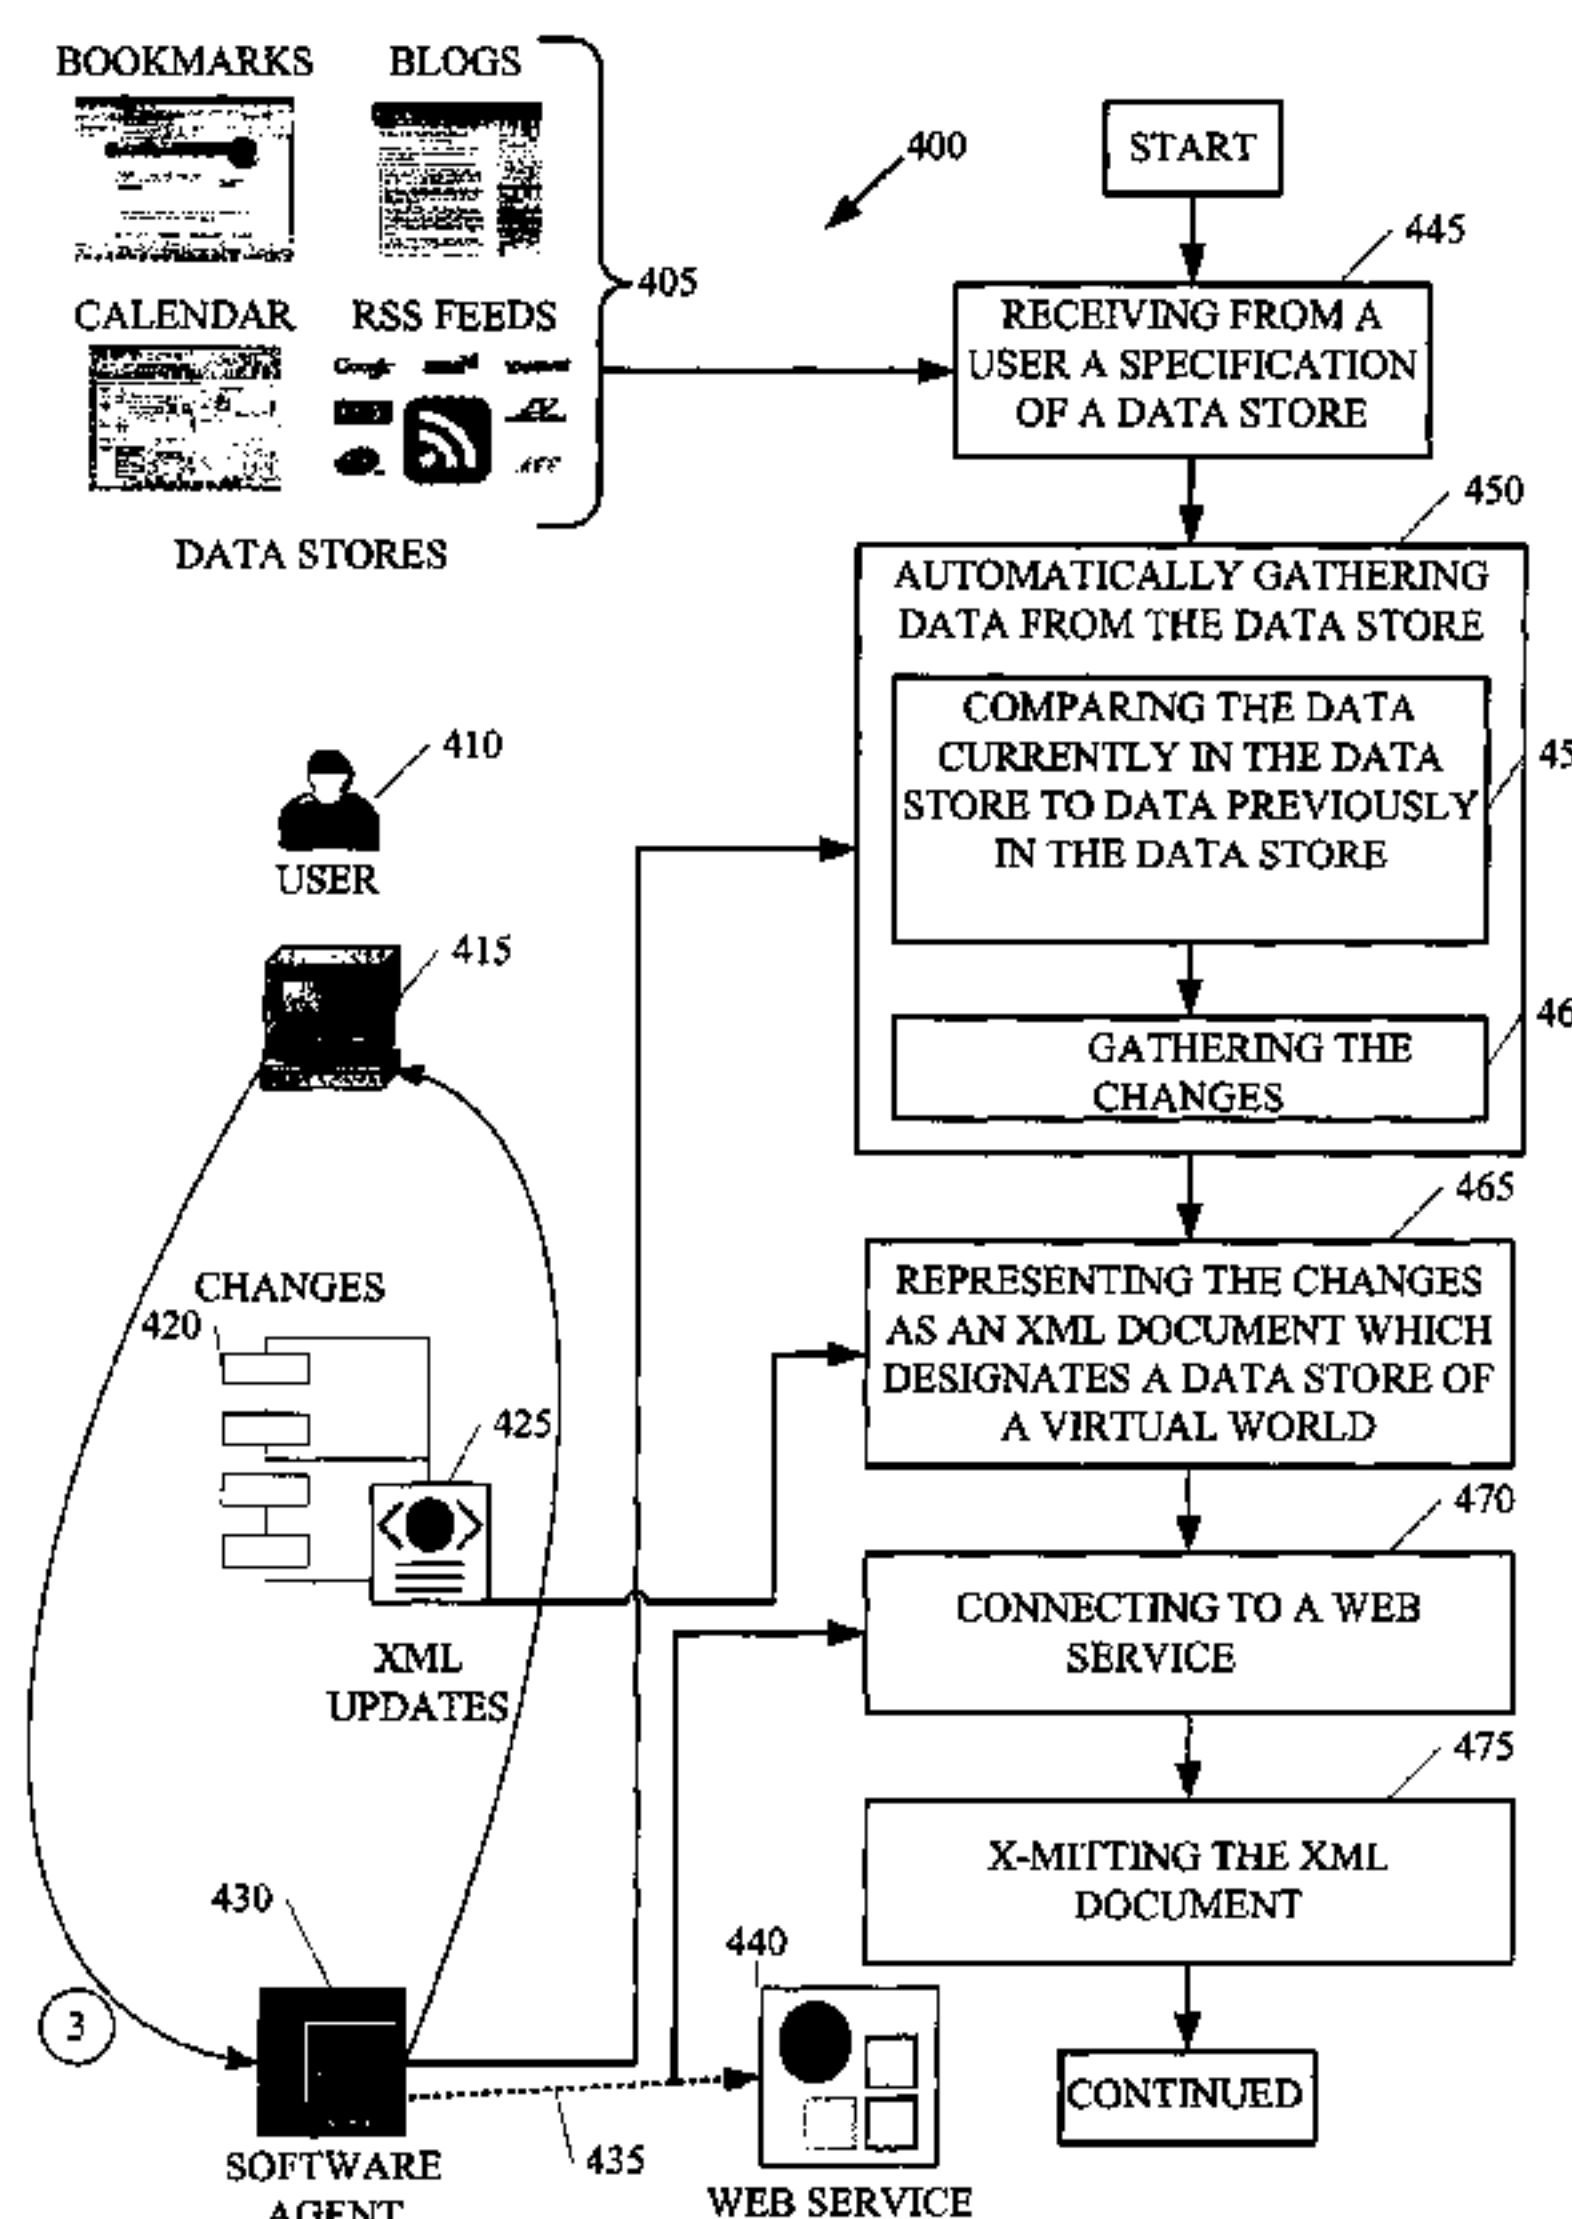 BOOKMARKS
BLOGS
400
START
445
405
CALENDAR
RSS FEEDS
Google
RECEIVING FROM A
USER A SPECIFICATION
OF A DATA STORE
450
DATA STORES
AUTOMATICALLY GATHERING
DATA FROM THE DATA STORE
COMPARING THE DATA
CURRENTLY IN THE DATA
STORE TO DATA PREVIOUSLY
IN THE DATA STORE
45
410
USER
415
46
GATHERING THE
CHANGES
465
CHANGES
420
REPRESENTING THE CHANGES
AS AN XML DOCUMENT WHICH
DESIGNATES A DATA STORE OF
A VIRTUAL WORLD
425
470
CONNECTING TO A WEB
SERVICE
XML
UPDATES
475
X-MITTING THE XML
DOCUMENT
430
440
3
CONTINUED
435
SOFTWARE
AGENT
WEB SERVICE